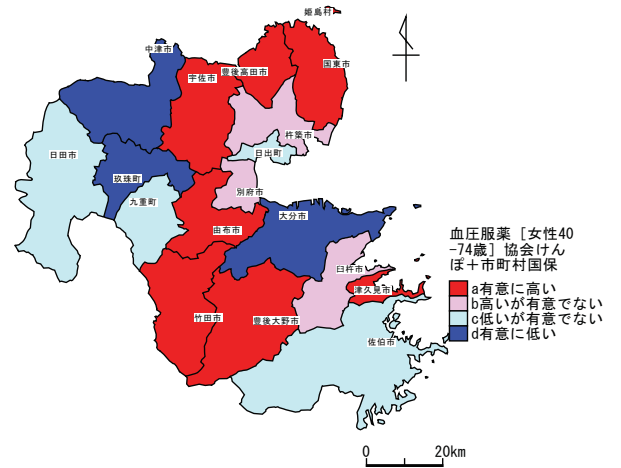 姫島村
中津市
国東市
豊後高田市
宇佐市
杵築市
日田市
日出町
玖珠町
別府市
九重町
大分市
由布市
臼杵市
津久見市
竹田市
豊後大野市
佐伯市
血圧服薬［女性40
-74歳］協会けん
ぽ＋市町村国保
a有意に高い
b高いが有意でない
c低いが有意でない
d有意に低い
0 20km